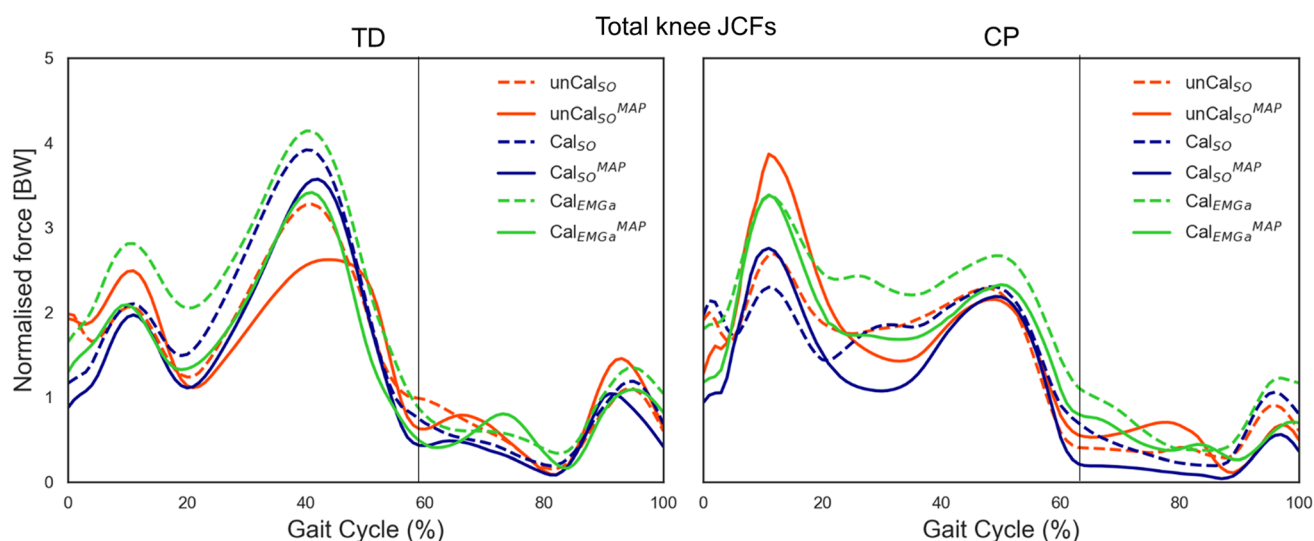 Total knee JCFs
TD
CP
Normalised force [BW]
5
4
3
2
1
0
unCal_SO
unCal_SO^MAP
Cal_SO
Cal_SO^MAP
Cal_EMGa
Cal_EMGa^MAP
0 20 40 60 80 100
Gait Cycle (%)
unCal_SO
unCal_SO^MAP
Cal_SO
Cal_SO^MAP
Cal_EMGa
Cal_EMGa^MAP
0 20 40 60 80 100
Gait Cycle (%)